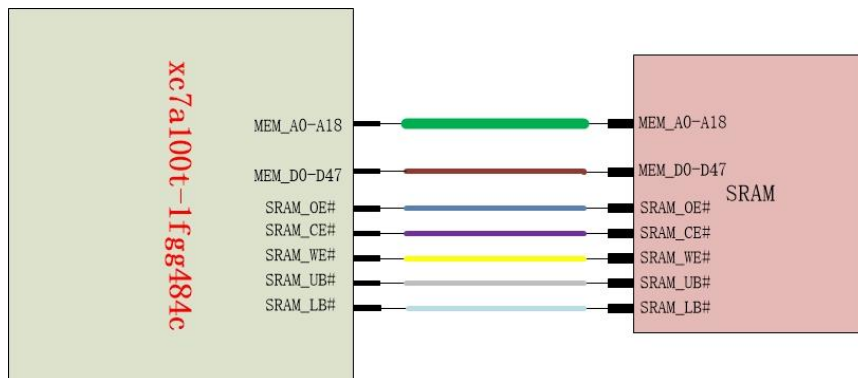 xc7a100t-1fgg484c
MEM_A0-A18
MEM_D0-D47
SRAM_OE#
SRAM_CE#
SRAM_WE#
SRAM_UB#
SRAM_LB#
MEM_A0-A18
MEM_D0-D47
SRAM
SRAM_OE#
SRAM_CE#
SRAM_WE#
SRAM_UB#
SRAM_LB#